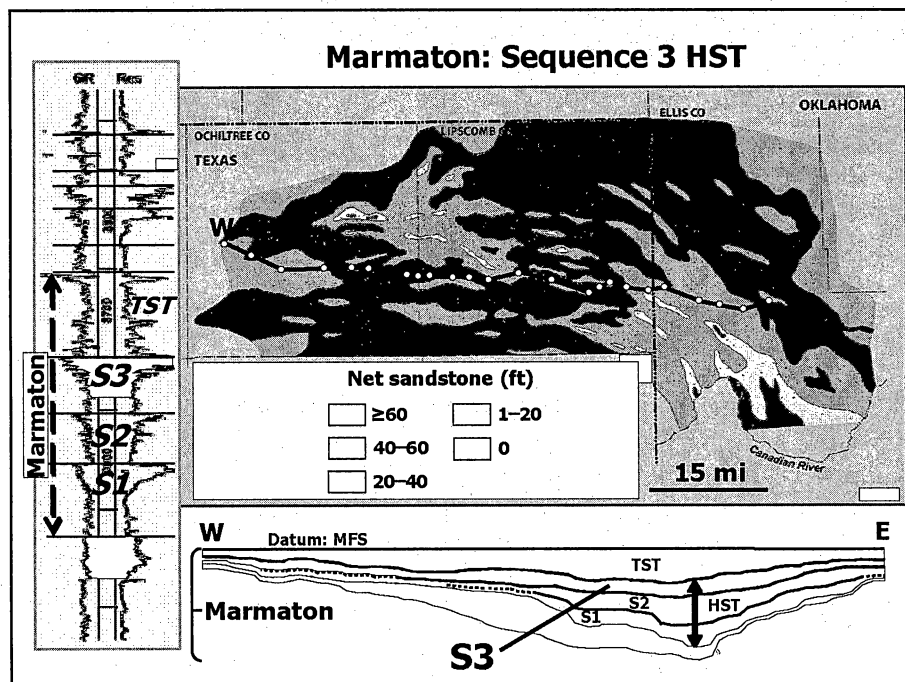 Marmaton: Sequence 3 HST
GR Res
TST
S3
S2
S1
Marmaton
OKLAHOMA
ELLIS CO
LIPSCOMB
OCHILTREE CO
TEXAS
W
Net sandstone (ft)
≥60
1–20
40–60
0
20–40
15 mi
Canadian River
W
E
Datum: MFS
TST
Marmaton
S1
S2
HST
S3